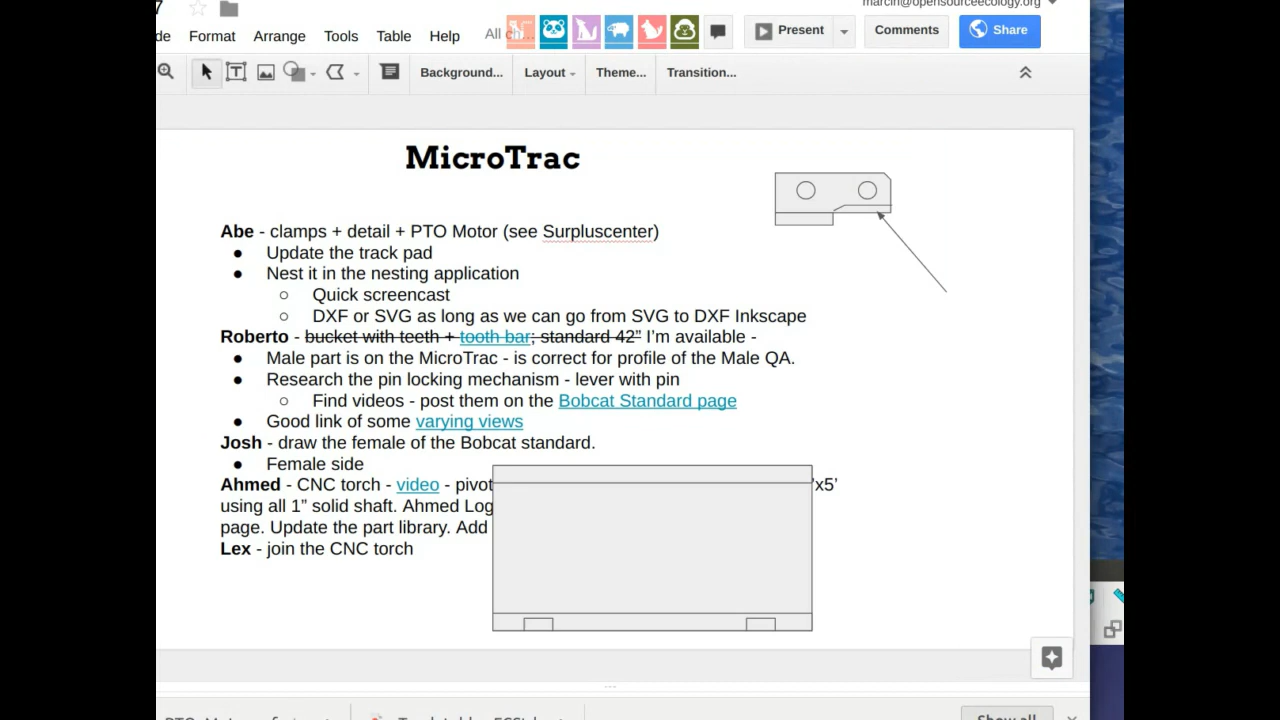 7
marcin@opensourceecology.org
de Format Arrange Tools Table Help All Present Comments Share
Background... Layout Theme... Transition...
MicroTrac
Abe - clamps + detail + PTO Motor (see Surpluscenter)
● Update the track pad
● Nest it in the nesting application
○ Quick screencast
○ DXF or SVG as long as we can go from SVG to DXF Inkscape
Roberto - bucket with teeth + tooth bar; standard 42” I’m available -
● Male part is on the MicroTrac - is correct for profile of the Male QA.
● Research the pin locking mechanism - lever with pin
○ Find videos - post them on the Bobcat Standard page
● Good link of some varying views
Josh - draw the female of the Bobcat standard.
● Female side
Ahmed - CNC torch - video - pivot ’x5’
using all 1” solid shaft. Ahmed Log
page. Update the part library. Add
Lex - join the CNC torch
Show all